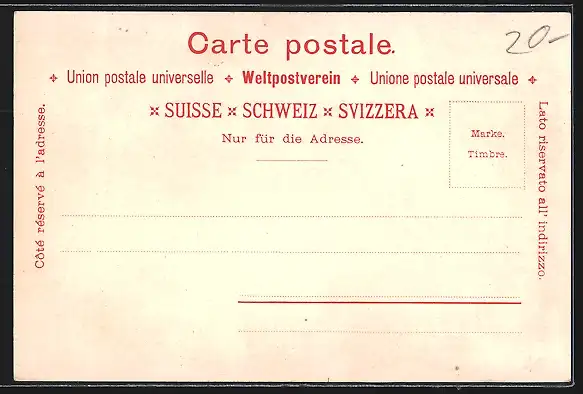 Carte postale.
20-
✣ Union postale universelle ✣ Weltpostverein ✣ Unione postale universale ✣
✕ SUISSE ✕ SCHWEIZ ✕ SVIZZERA ✕
Nur für die Adresse.
Marke.
Timbre.
Côté réservé à l'adresse.
Lato riservato all' indirizzo.